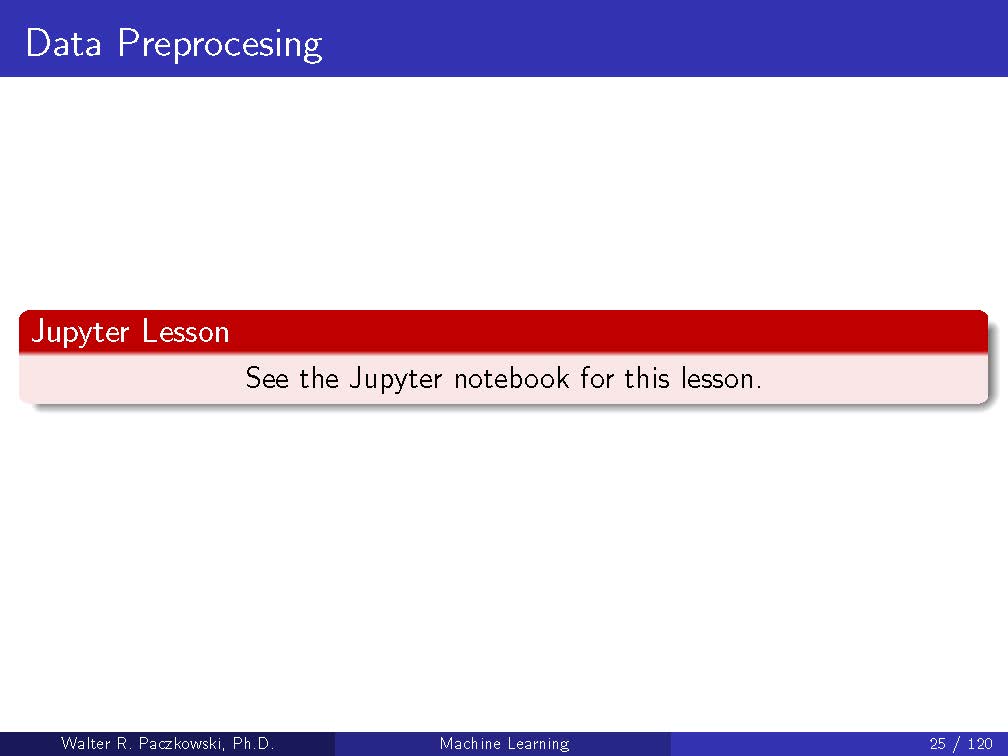 Data Preprocesing
Jupyter Lesson
See the Jupyter notebook for this lesson.
Walter R. Paczkowski, Ph.D.
Machine Learning
25 / 120